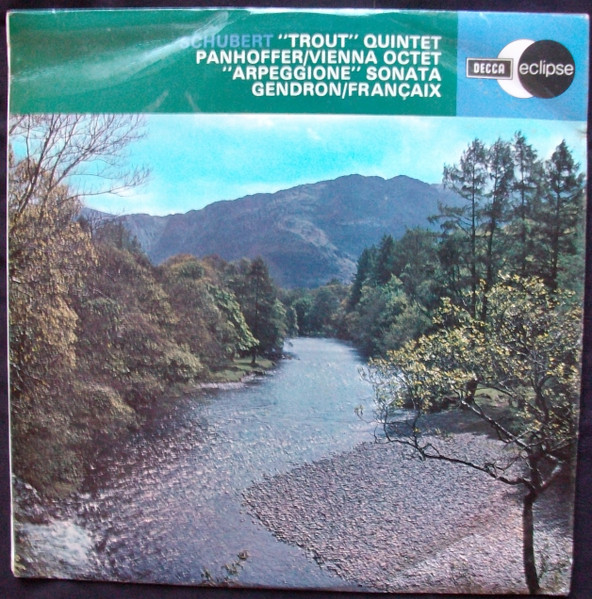 SCHUBERT "TROUT" QUINTET
PANHOFFER/VIENNA OCTET
"ARPEGGIONE" SONATA
GENDRON/FRANÇAIX
DECCA eclipse